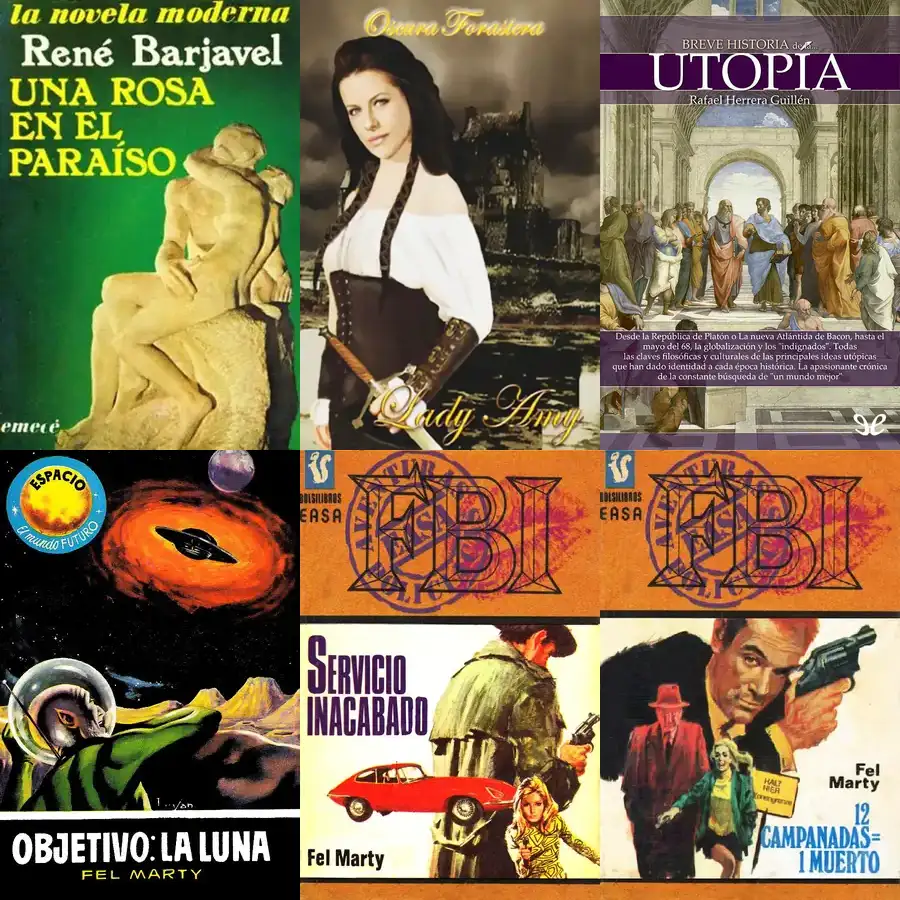 la novela moderna
René Barjavel
UNA ROSA
EN EL
PARAÍSO
emecé
Oscura Forastera
Lady Amy
BREVE HISTORIA de la...
UTOPÍA
Rafael Herrera Guillén
Desde la República de Platón o La nueva Atlántida de Bacon, hasta el
mayo del 68, la globalización y los "indignados". Todas
las claves filosóficas y culturales de las principales ideas utópicas
que han dado identidad a cada época histórica. La apasionante crónica
de la constante búsqueda de "un mundo mejor"
ESPACIO
El mundo FUTURO
OBJETIVO: LA LUNA
FEL MARTY
BOLSILIBROS
EASA
FBI
SERVICIO
INACABADO
Fel Marty
BOLSILIBROS
EASA
FBI
HALT
HIER
Zonengrenze
Fel
Marty
12
CAMPANADAS=
1 MUERTO